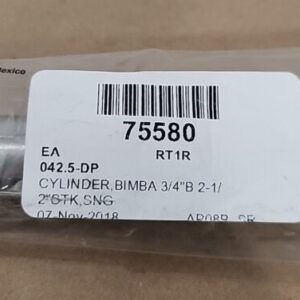 Mexico
75580
EA RT1R
042.5-DP
CYLINDER,BIMBA 3/4"B 2-1/
2"STK,SNG
07-Nov-2018